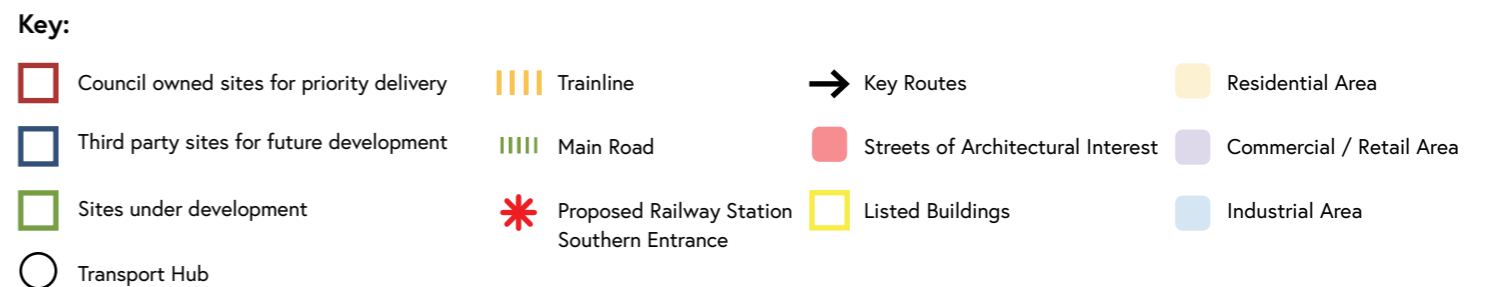 Key:
Council owned sites for priority delivery
Third party sites for future development
Sites under development
Transport Hub
Trainline
Main Road
Proposed Railway Station
Southern Entrance
Key Routes
Streets of Architectural Interest
Listed Buildings
Residential Area
Commercial / Retail Area
Industrial Area